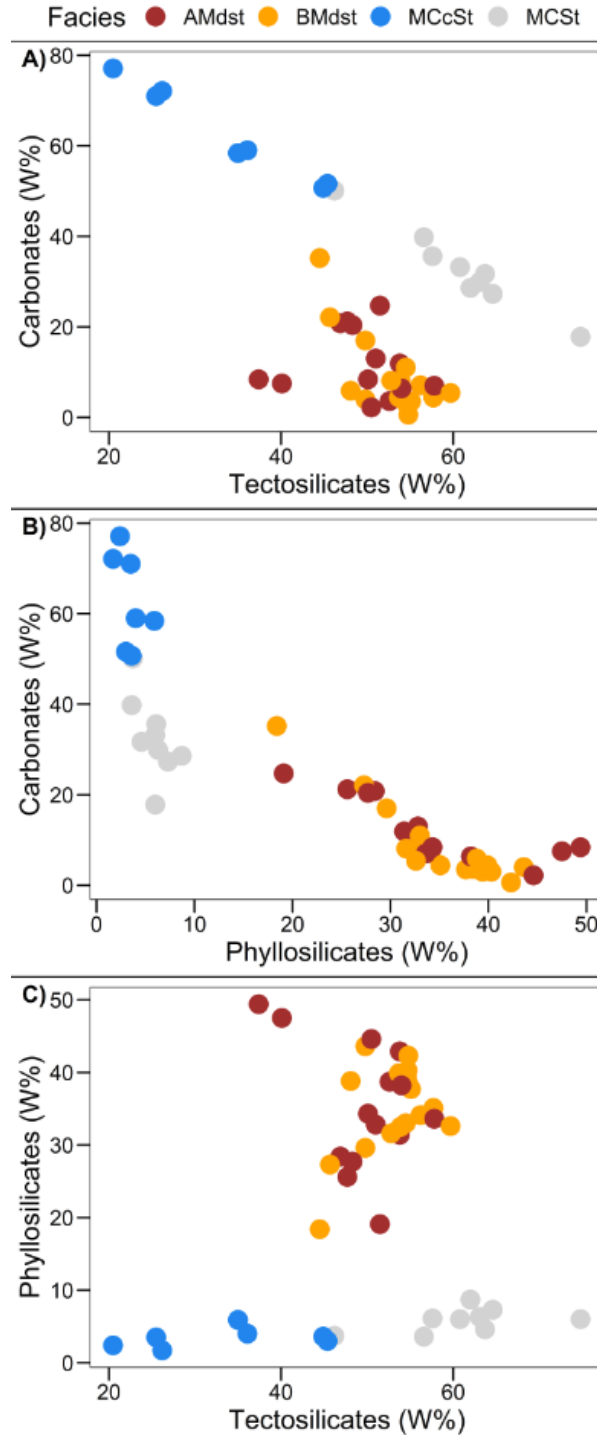 Facies AMdst BMdst MCcSt MCSt
A)
80
60
40
20
0
Carbonates (W%)
20 40 60
Tectosilicates (W%)
B)
80
60
40
20
0
Carbonates (W%)
0 10 20 30 40 50
Phyllosilicates (W%)
C)
50
40
30
20
10
0
Phyllosilicates (W%)
20 40 60
Tectosilicates (W%)